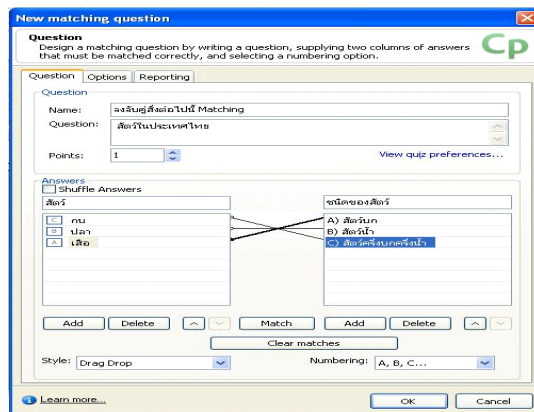 New matching question
Question
Design a matching question by writing a question, supplying two columns of answers
that must be matched correctly, and selecting a numbering option.
Cp
Question Options Reporting
Question
Name: จงจับคู่สิ่งต่อไปนี้ Matching
Question: สัตว์ในประเทศไทย
Points: 1 View quiz preferences...
Answers
Shuffle Answers
สัตว์ ชนิดของสัตว์
C กบ A) สัตว์บก
B ปลา B) สัตว์น้ำ
A เสือ C) สัตว์ครึ่งบกครึ่งน้ำ
Add Delete Match Add Delete
Clear matches
Style: Drag Drop Numbering: A, B, C...
Learn more... OK Cancel